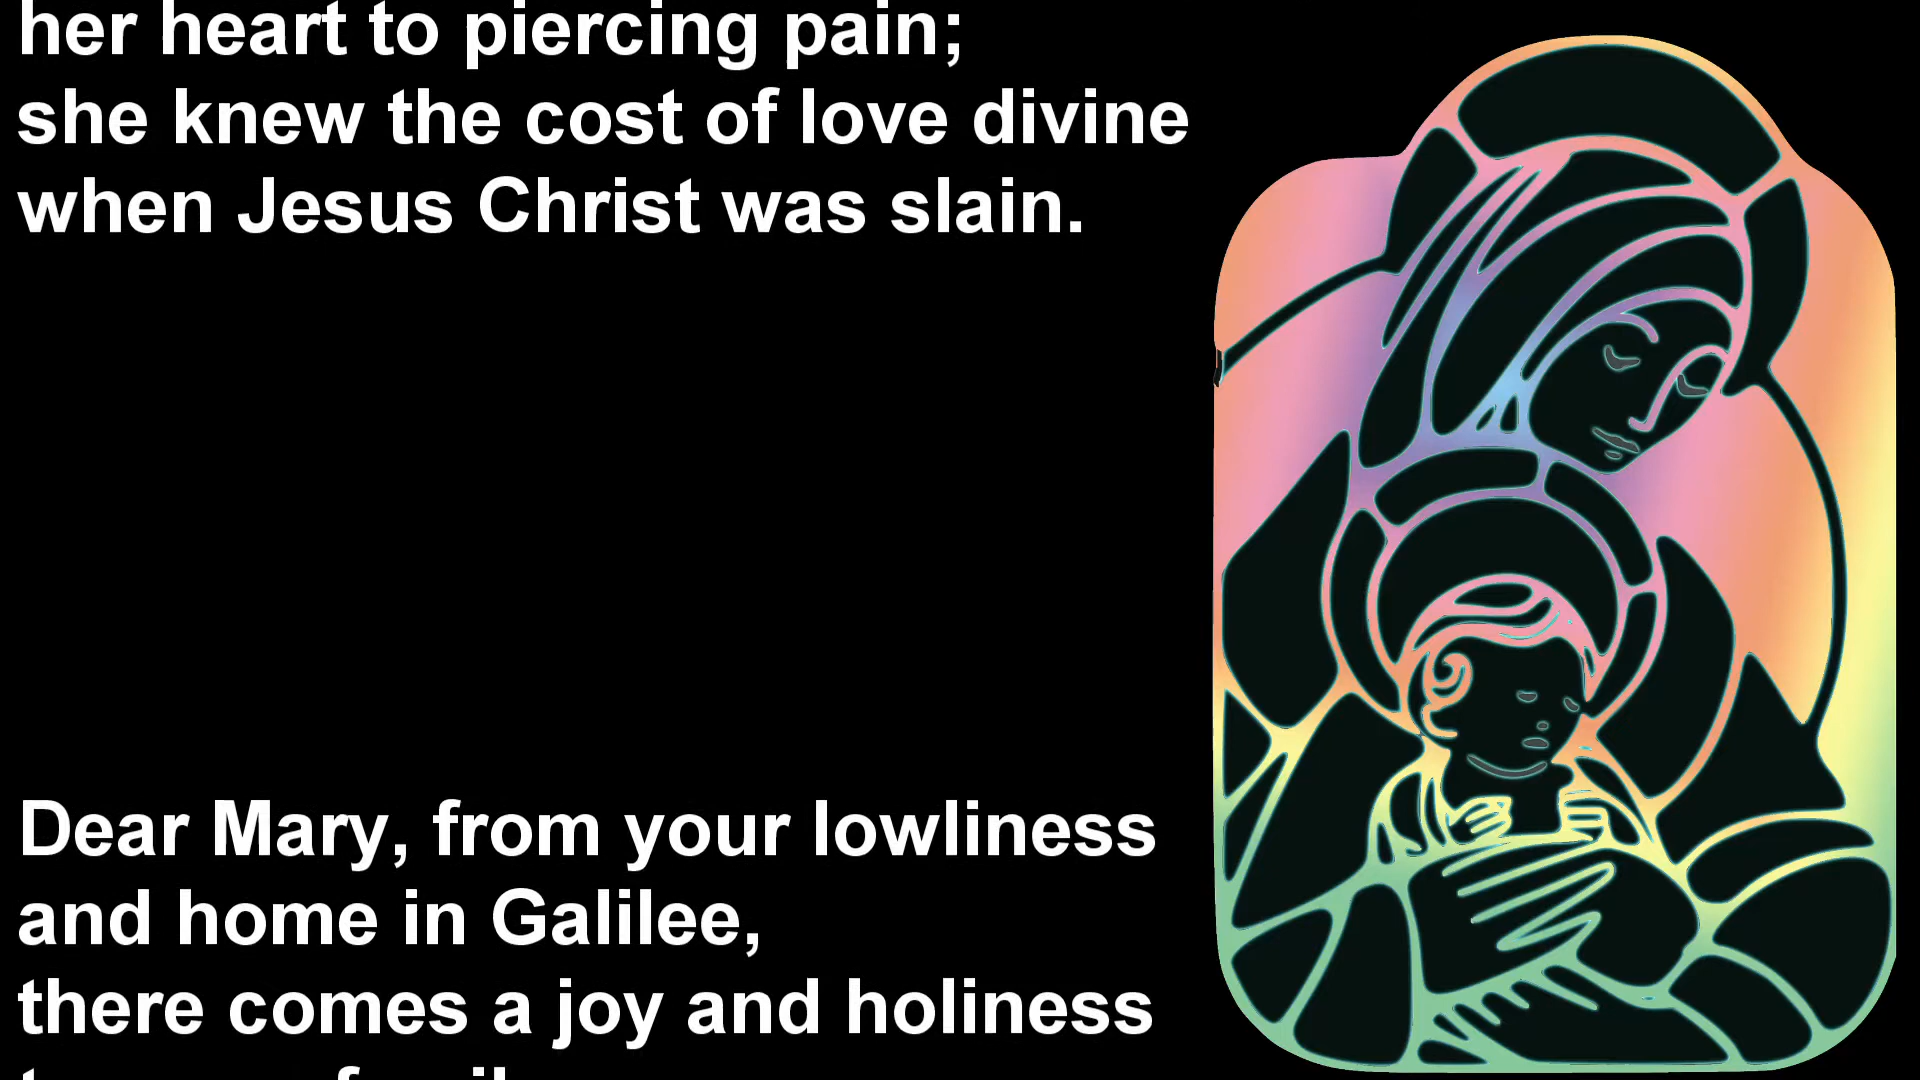 her heart to piercing pain;
she knew the cost of love divine
when Jesus Christ was slain.
Dear Mary, from your lowliness
and home in Galilee,
there comes a joy and holiness